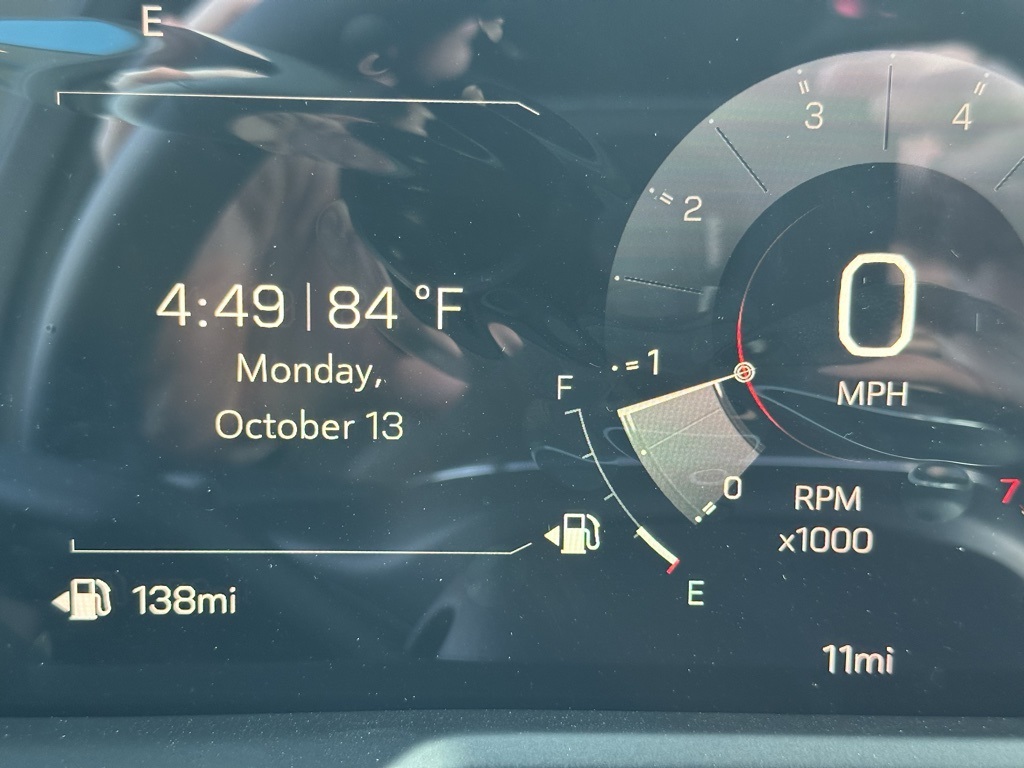 E
4:49 | 84 °F
Monday,
October 13
138mi
F
E
0
1
2
3
4
7
0
MPH
RPM
x1000
11mi